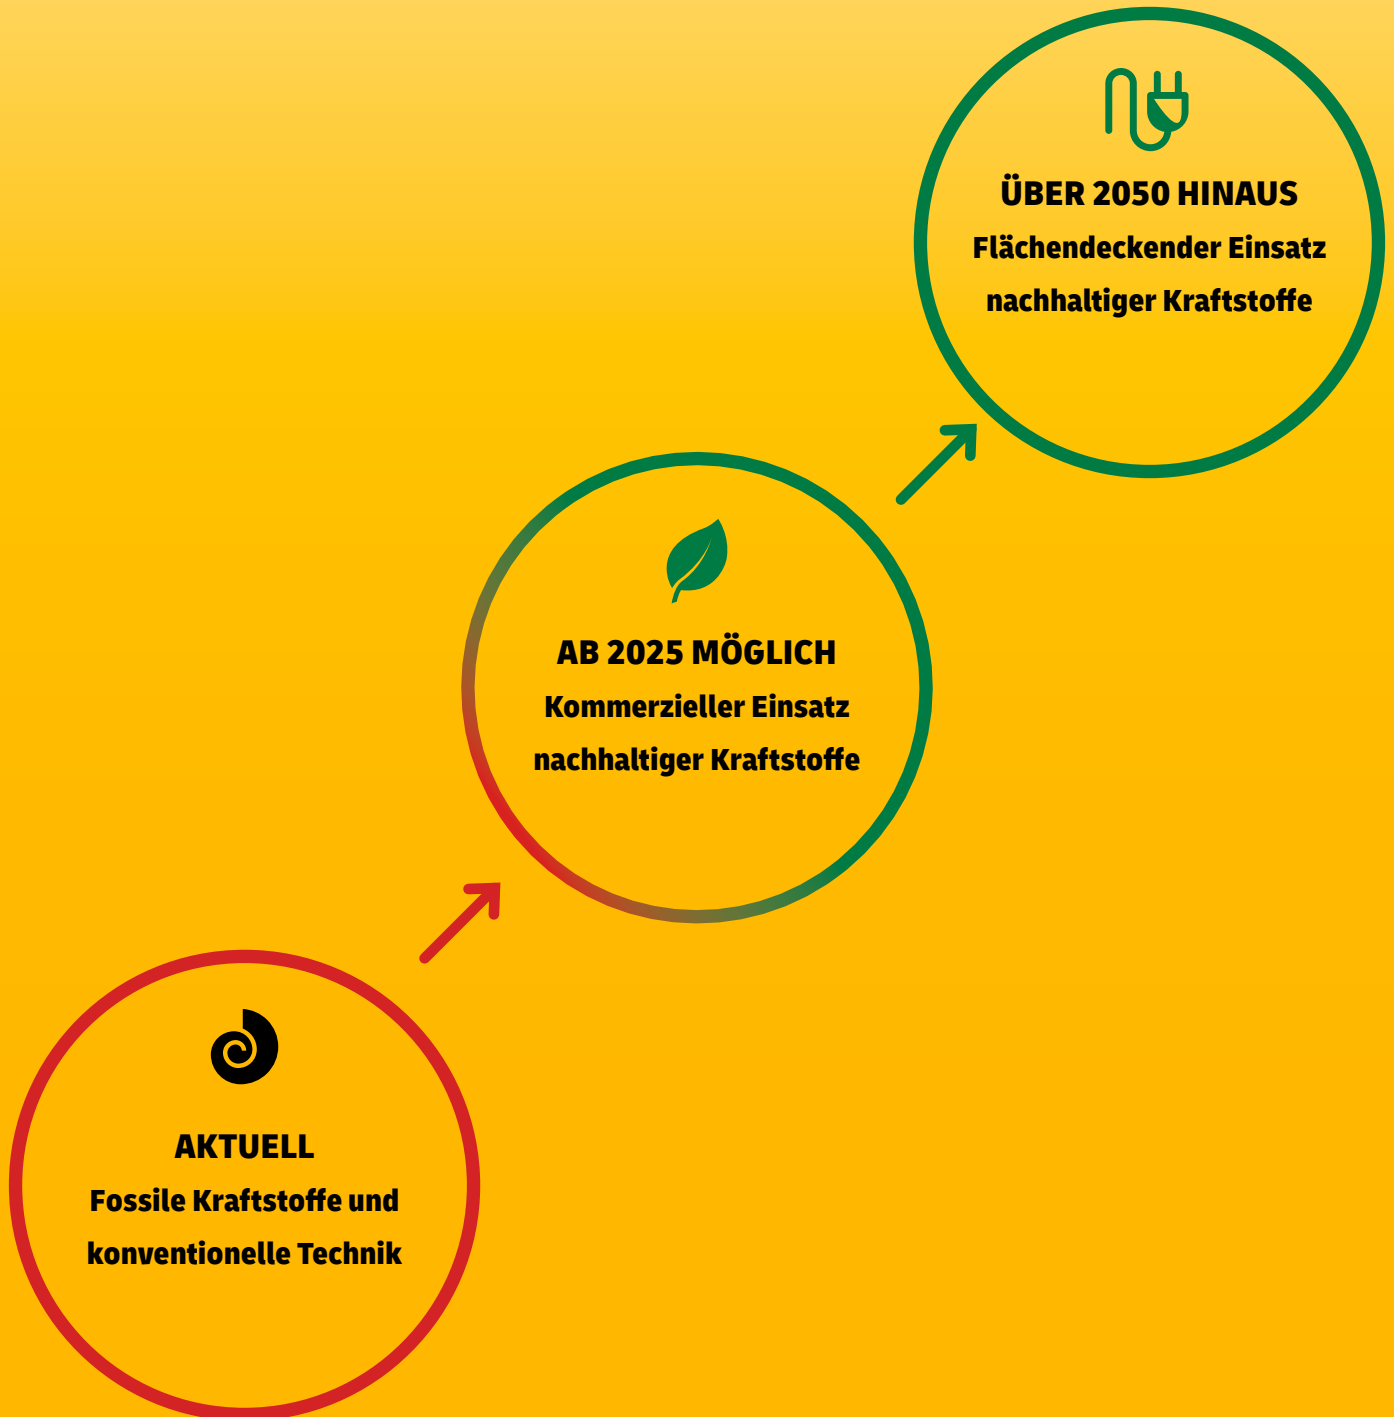 ÜBER 2050 HINAUS
Flächendeckender Einsatz
nachhaltiger Kraftstoffe
AB 2025 MÖGLICH
Kommerzieller Einsatz
nachhaltiger Kraftstoffe
AKTUELL
Fossile Kraftstoffe und
konventionelle Technik